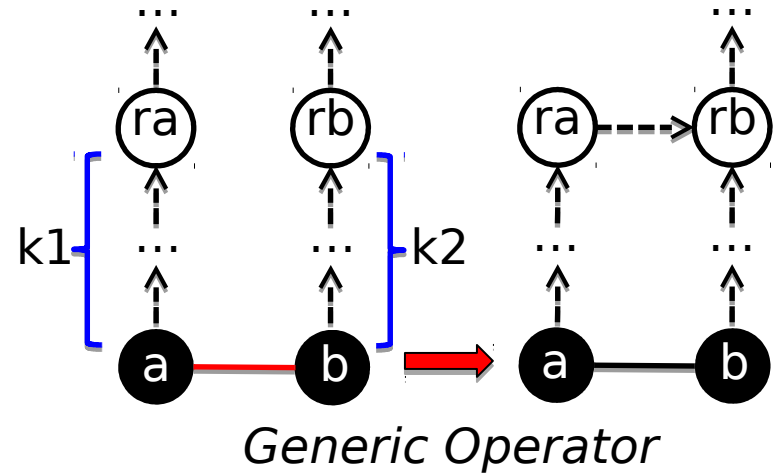 ... ... ...
ra rb ra rb
k1 ... ... k2 ... ...
a b a b
Generic Operator